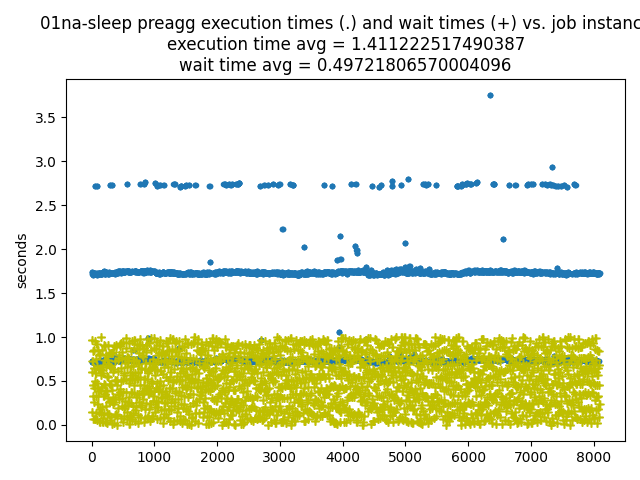 01na-sleep preagg execution times (.) and wait times (+) vs. job instanc
execution time avg = 1.411222517490387
wait time avg = 0.49721806570004096
3.5
3.0
2.5
2.0
1.5
1.0
0.5
0.0
seconds
0 1000 2000 3000 4000 5000 6000 7000 8000